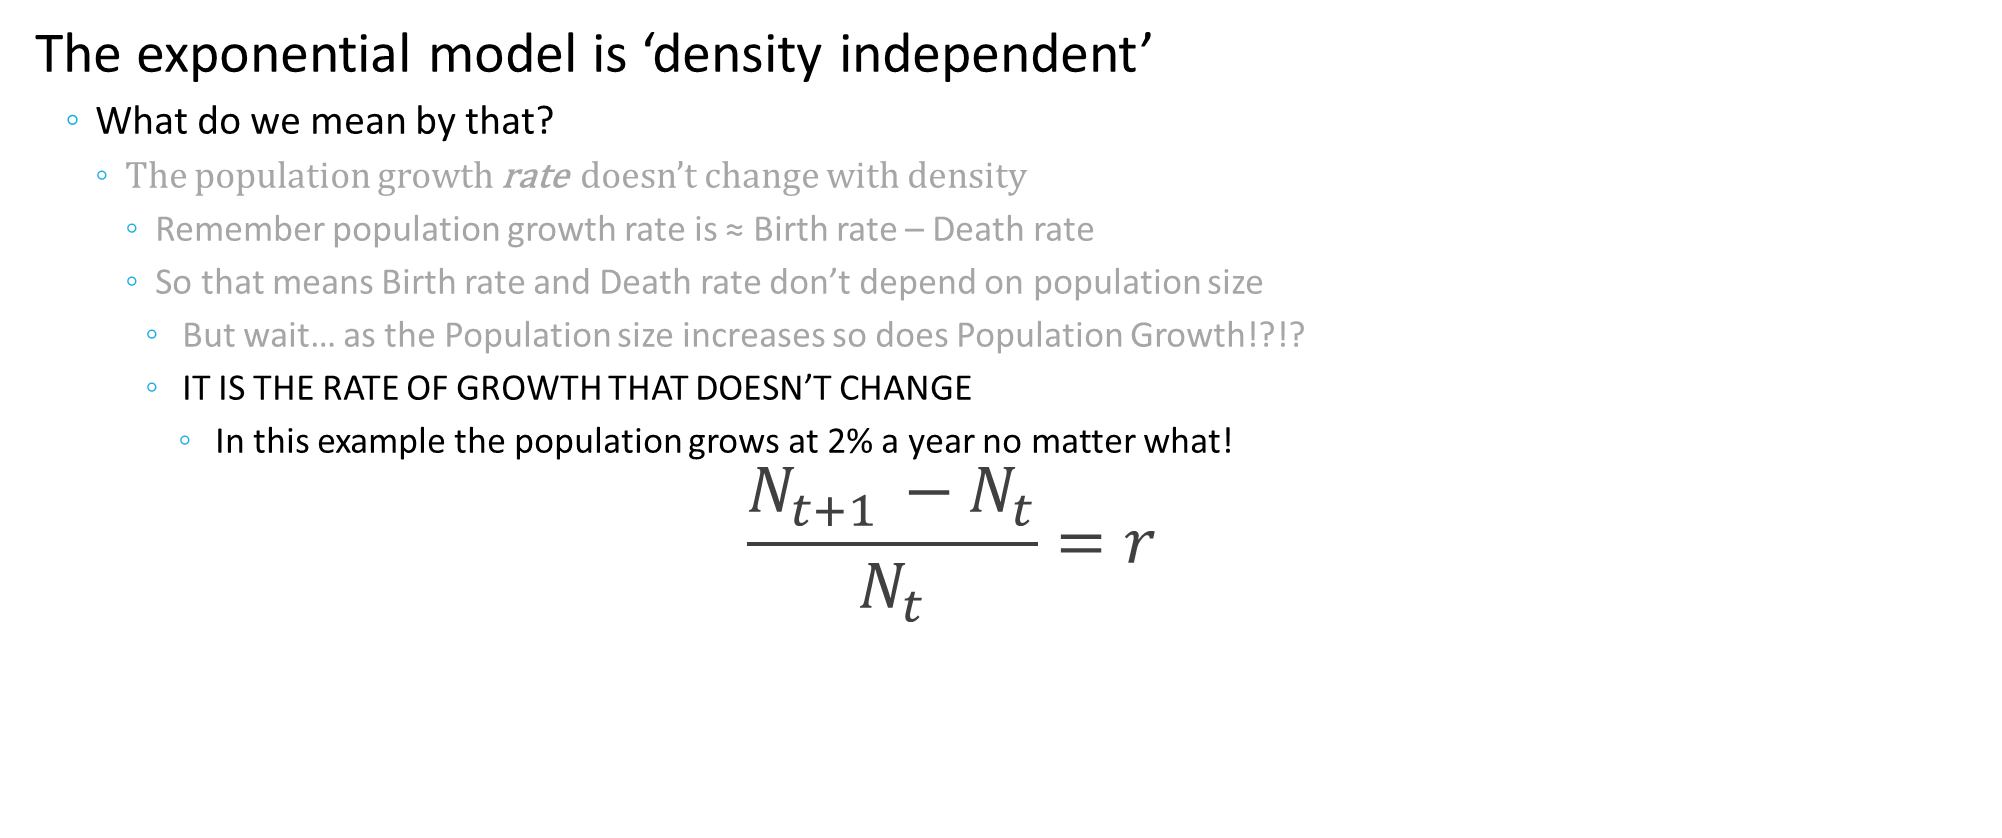 The exponential model is ‘density independent’
◦ What do we mean by that?
◦ The population growth rate doesn’t change with density
◦ Remember population growth rate is ≈ Birth rate – Death rate
◦ So that means Birth rate and Death rate don’t depend on population size
◦ But wait… as the Population size increases so does Population Growth!?!?
◦ IT IS THE RATE OF GROWTH THAT DOESN’T CHANGE
◦ In this example the population grows at 2% a year no matter what!
\frac{N_{t+1} - N_t}{N_t} = r